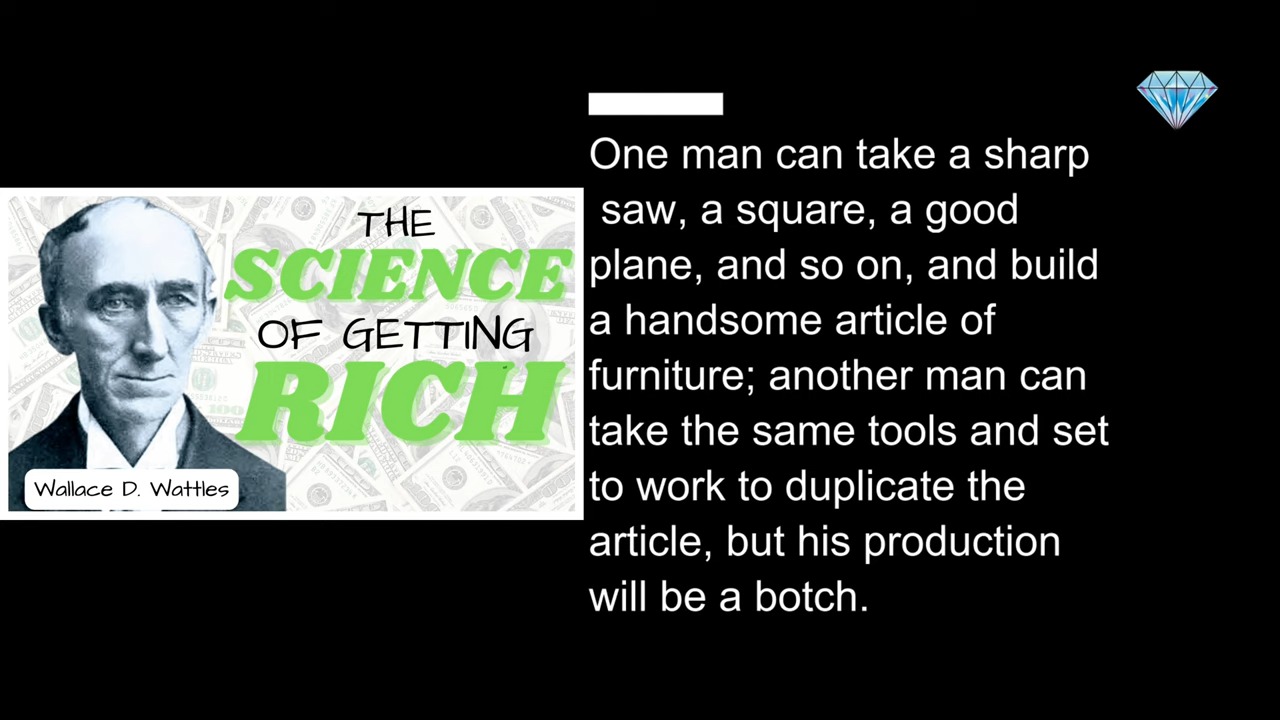 THE
SCIENCE
OF GETTING
RICH
Wallace D. Wattles
One man can take a sharp
saw, a square, a good
plane, and so on, and build
a handsome article of
furniture; another man can
take the same tools and set
to work to duplicate the
article, but his production
will be a botch.